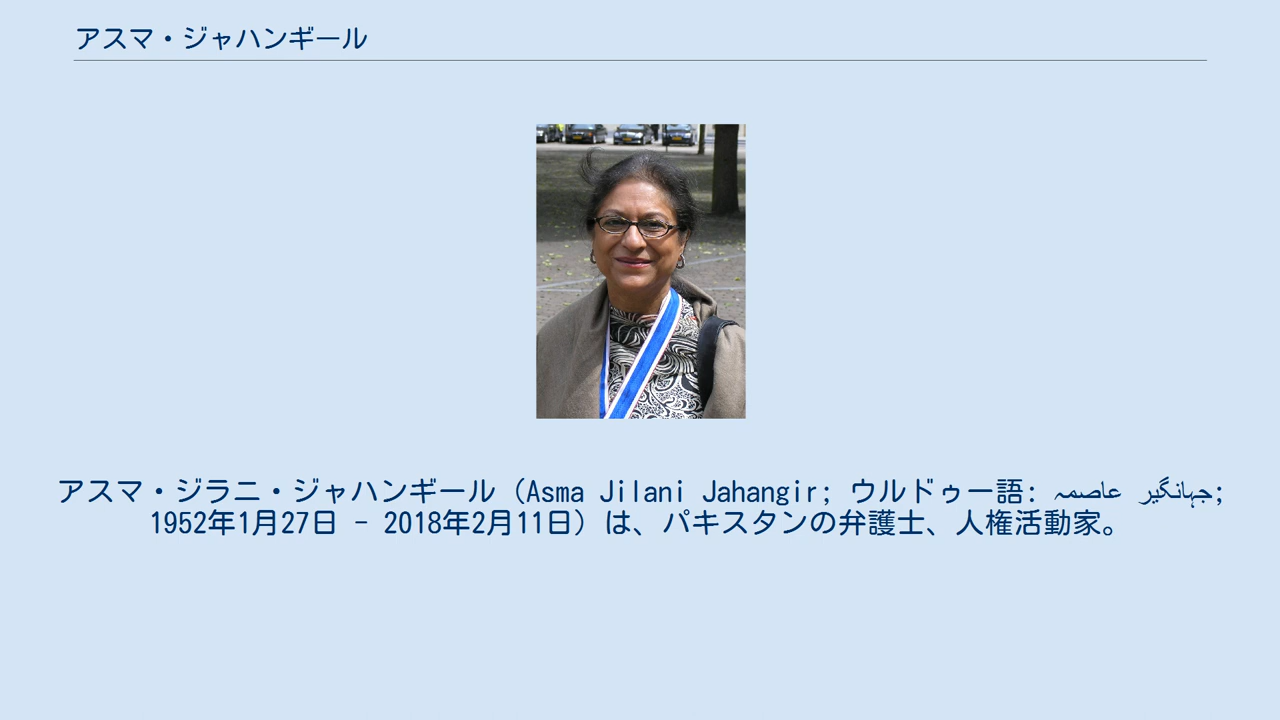 アスマ・ジャハンギール
アスマ・ジラニ・ジャハンギール（Asma Jilani Jahangir; ウルドゥー語: عاصمہ جہانگیر;
1952年1月27日 - 2018年2月11日）は、パキスタンの弁護士、人権活動家。